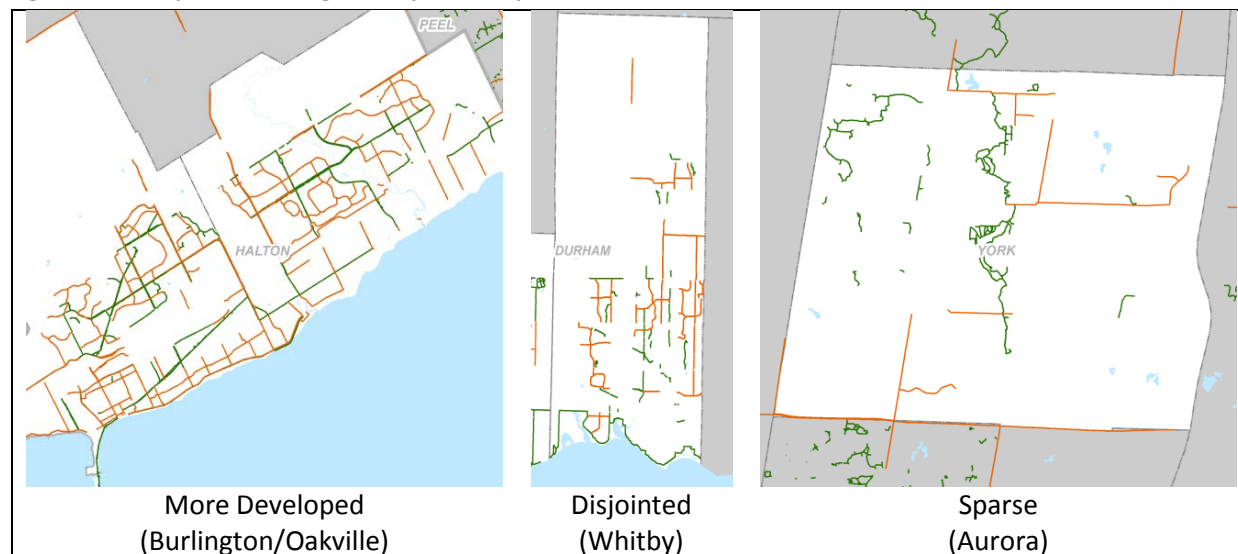 PEEL
HALTON
DURHAM
YORK
More Developed
(Burlington/Oakville)
Disjointed
(Whitby)
Sparse
(Aurora)